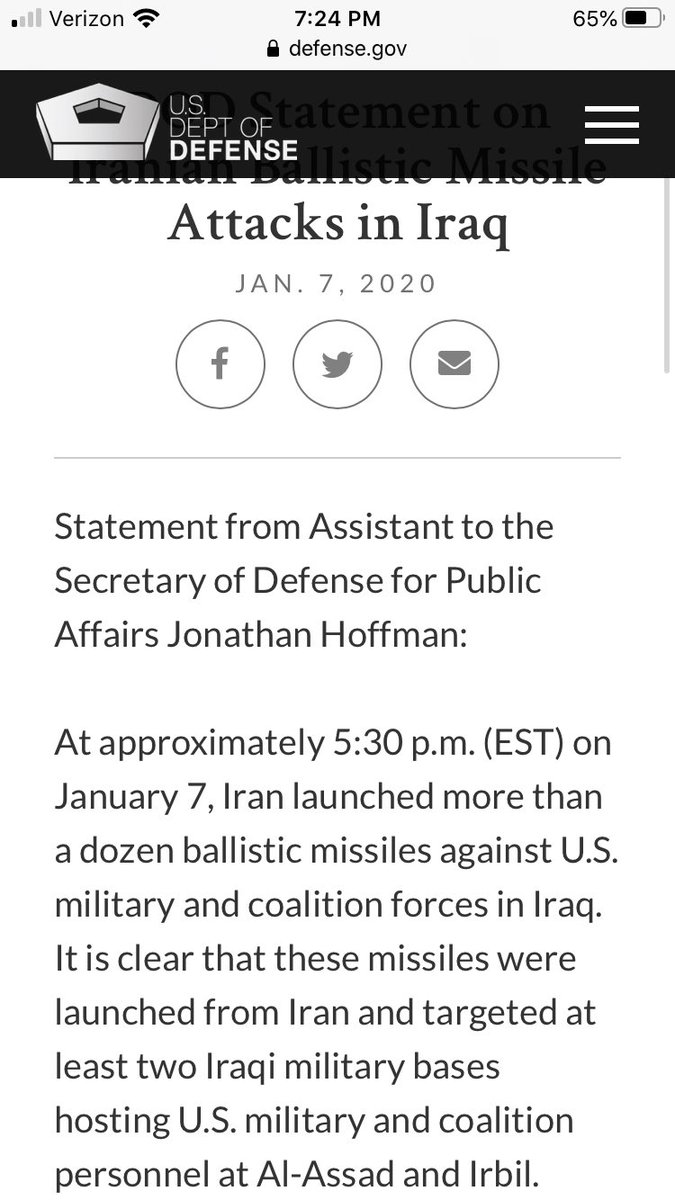 Verizon 7:24 PM 65%
defense.gov
U.S.
DEPT OF
DEFENSE
Statement on
Iranian Ballistic Missile
Attacks in Iraq
JAN. 7, 2020
Statement from Assistant to the
Secretary of Defense for Public
Affairs Jonathan Hoffman:
At approximately 5:30 p.m. (EST) on
January 7, Iran launched more than
a dozen ballistic missiles against U.S.
military and coalition forces in Iraq.
It is clear that these missiles were
launched from Iran and targeted at
least two Iraqi military bases
hosting U.S. military and coalition
personnel at Al-Assad and Irbil.